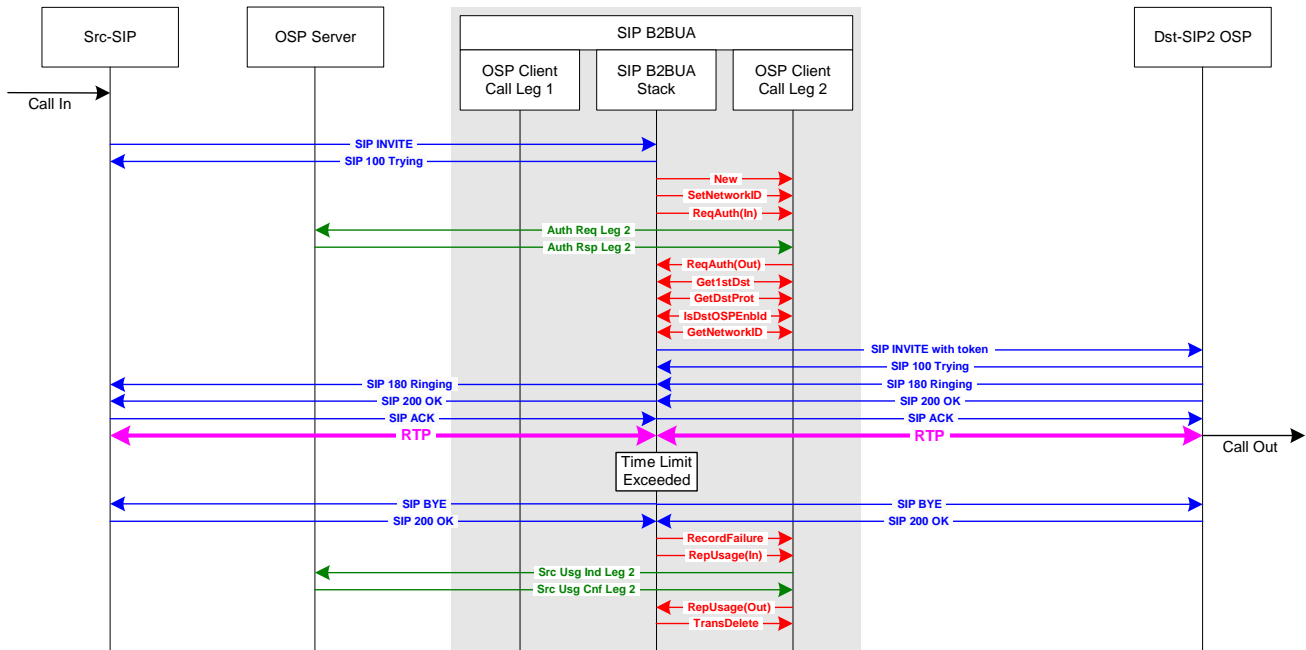 Src-SIP
OSP Server
SIP B2BUA
OSP Client
Call Leg 1
SIP B2BUA
Stack
OSP Client
Call Leg 2
Dst-SIP2 OSP
Call In
SIP INVITE
SIP 100 Trying
New
SetNetworkID
ReqAuth(In)
Auth Req Leg 2
Auth Rsp Leg 2
ReqAuth(Out)
Get1stDst
GetDstProt
IsDstOSPEnbld
GetNetworkID
SIP INVITE with token
SIP 100 Trying
SIP 180 Ringing SIP 180 Ringing
SIP 200 OK SIP 200 OK
SIP ACK SIP ACK
RTP RTP
Call Out
Time Limit
Exceeded
SIP BYE SIP BYE
SIP 200 OK SIP 200 OK
RecordFailure
RepUsage(In)
Src Usg Ind Leg 2
Src Usg Cnf Leg 2
RepUsage(Out)
TransDelete